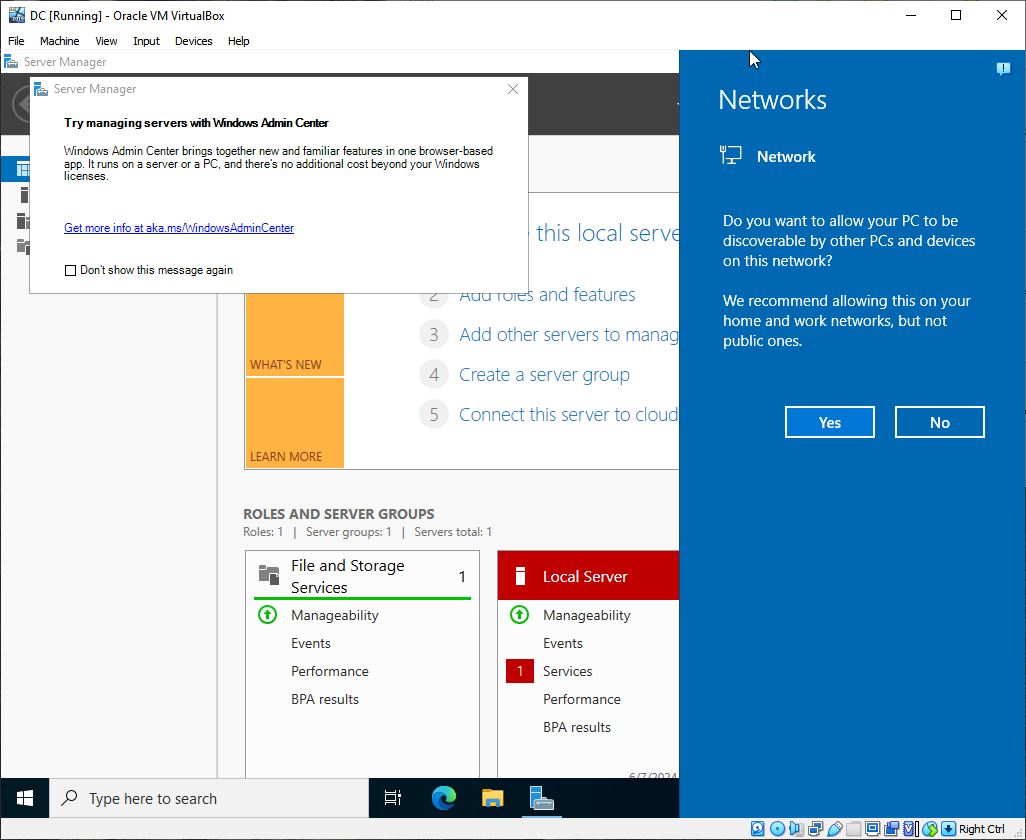 DC [Running] - Oracle VM VirtualBox
File Machine View Input Devices Help
Server Manager
Server Manager
Try managing servers with Windows Admin Center
Windows Admin Center brings together new and familiar features in one browser-based
app. It runs on a server or a PC, and there's no additional cost beyond your Windows
licenses.
Get more info at aka.ms/WindowsAdminCenter
Don't show this message again
this local serve
2 Add roles and features
3 Add other servers to manag
4 Create a server group
5 Connect this server to cloud
WHAT'S NEW
LEARN MORE
ROLES AND SERVER GROUPS
Roles: 1 | Server groups: 1 | Servers total: 1
File and Storage
Services
1
Manageability
Events
Performance
BPA results
Local Server
Manageability
Events
1 Services
Performance
BPA results
6/7/2024
Networks
Network
Do you want to allow your PC to be
discoverable by other PCs and devices
on this network?
We recommend allowing this on your
home and work networks, but not
public ones.
Yes
No
Type here to search
Right Ctrl